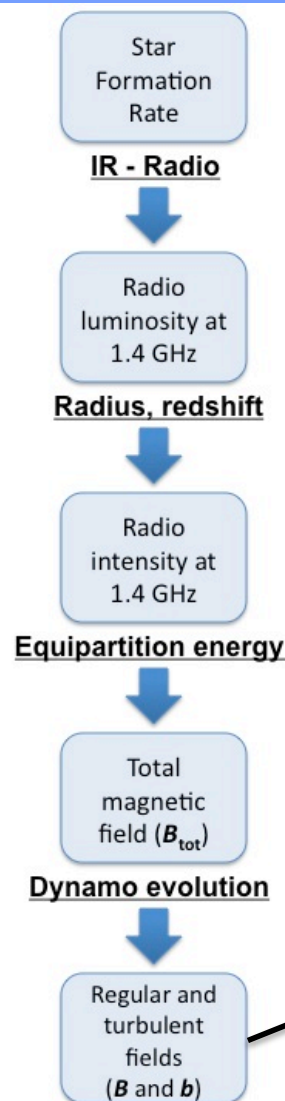 Star
Formation
Rate
IR - Radio
Radio
luminosity at
1.4 GHz
Radius, redshift
Radio
intensity at
1.4 GHz
Equipartition energy
Total
magnetic
field (B_tot)
Dynamo evolution
Regular and
turbulent
fields
(B and b)